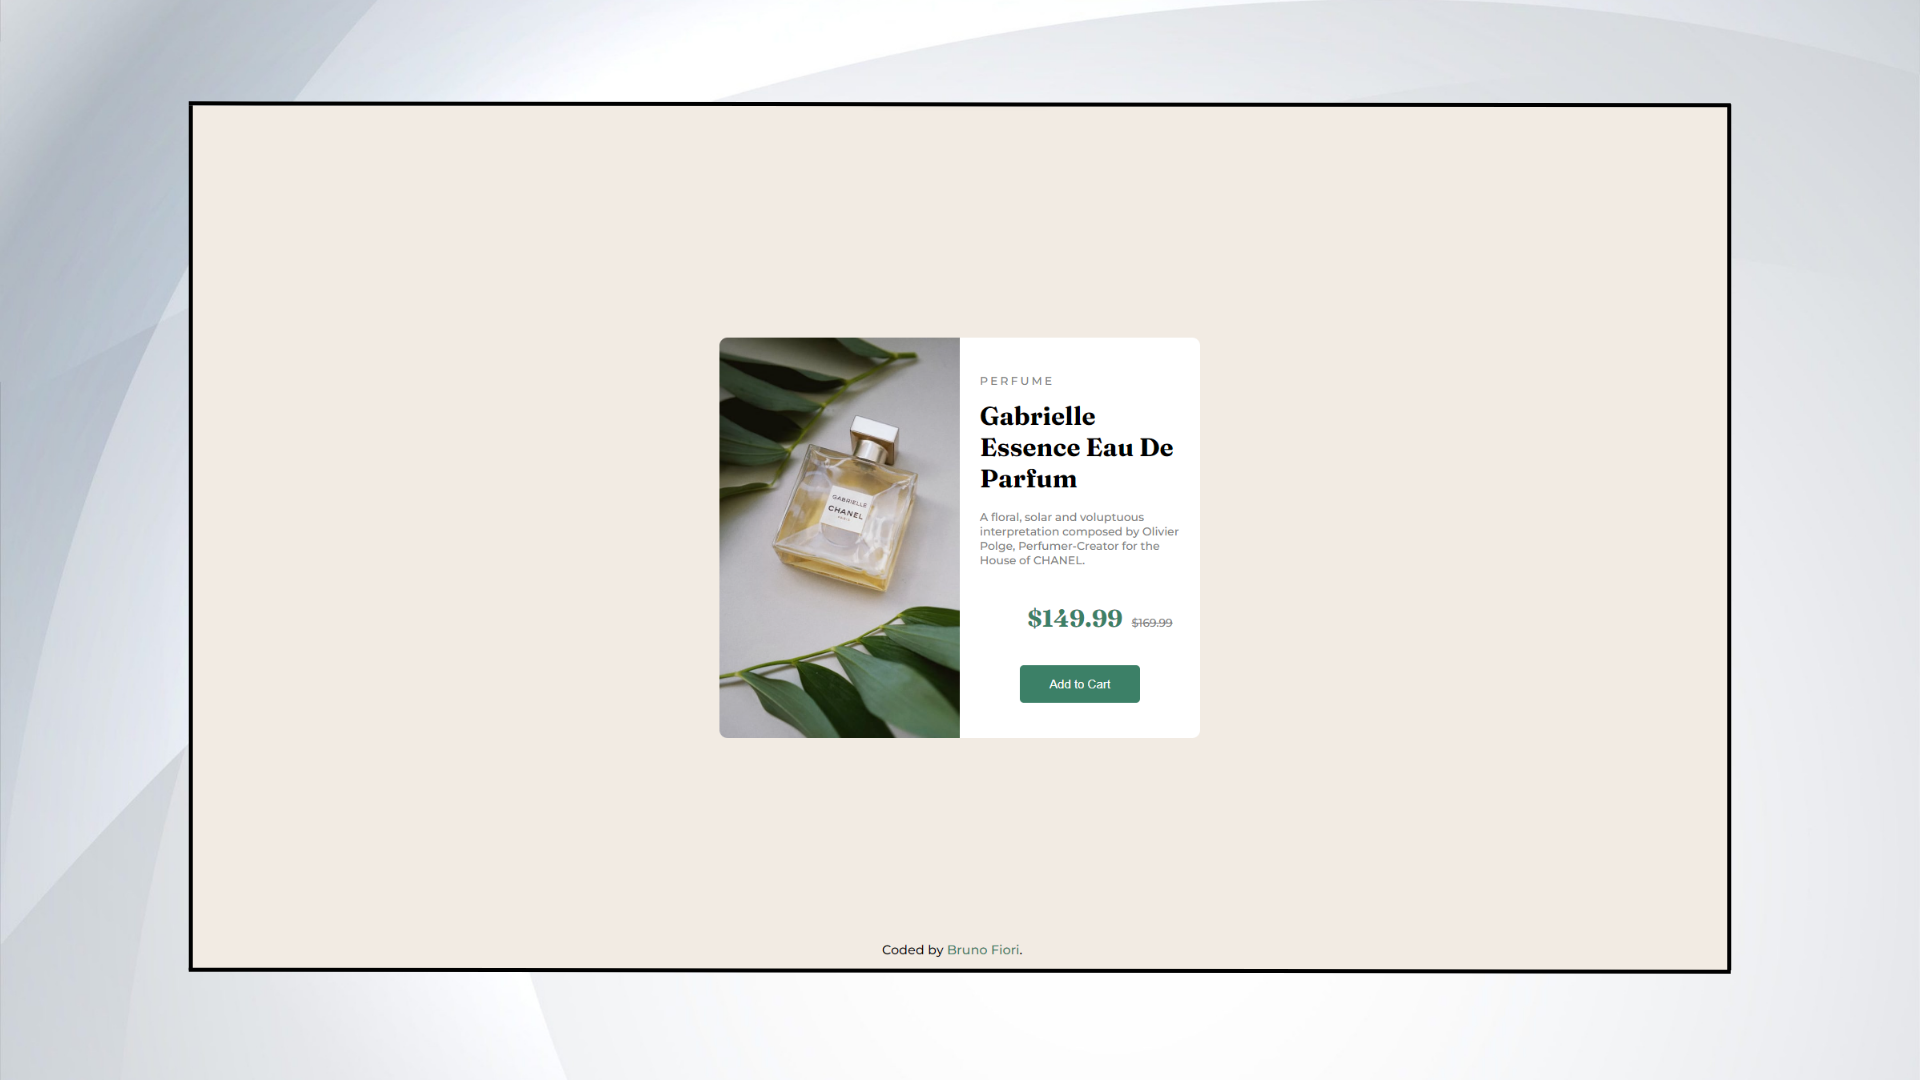 PERFUME
Gabrielle
Essence Eau De
Parfum
A floral, solar and voluptuous
interpretation composed by Olivier
Polge, Perfumer-Creator for the
House of CHANEL.
$149.99 $169.99
Add to Cart
GABRIELLE
CHANEL
PARIS
Coded by Bruno Fiori.